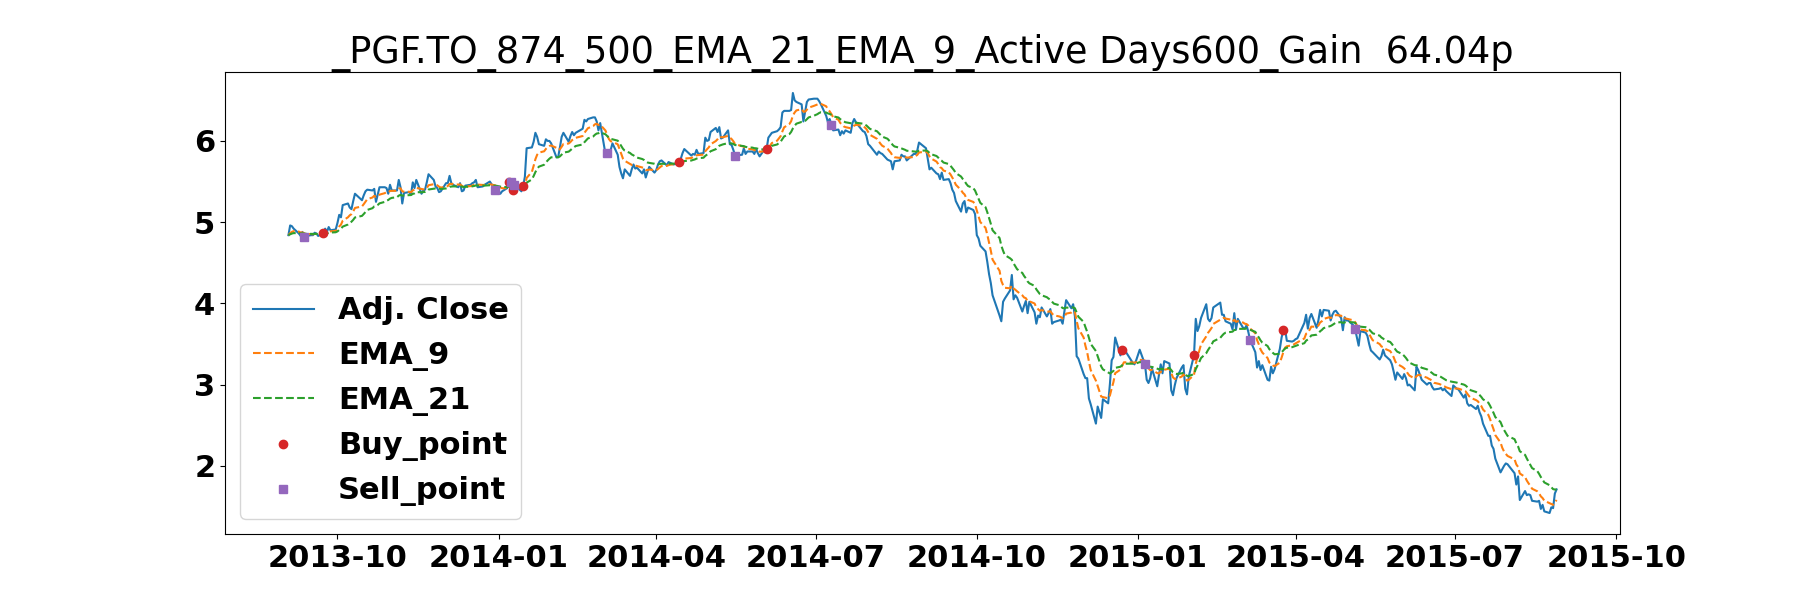 _PGF.TO_874_500_EMA_21_EMA_9_Active Days600_Gain  64.04p
6
5
4
3
2
Adj. Close
EMA_9
EMA_21
Buy_point
Sell_point
2013-10 2014-01 2014-04 2014-07 2014-10 2015-01 2015-04 2015-07 2015-10